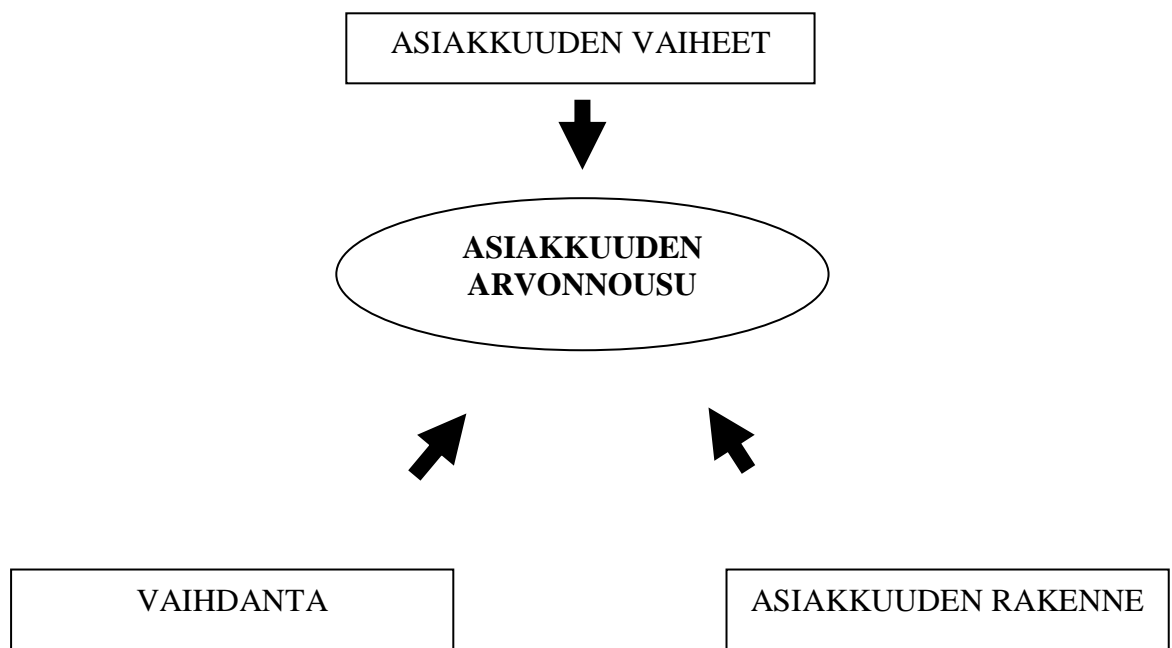 ASIAKKUUDEN VAIHEET
ASIAKKUUDEN
ARVONNOUSU
VAIHDANTA
ASIAKKUUDEN RAKENNE